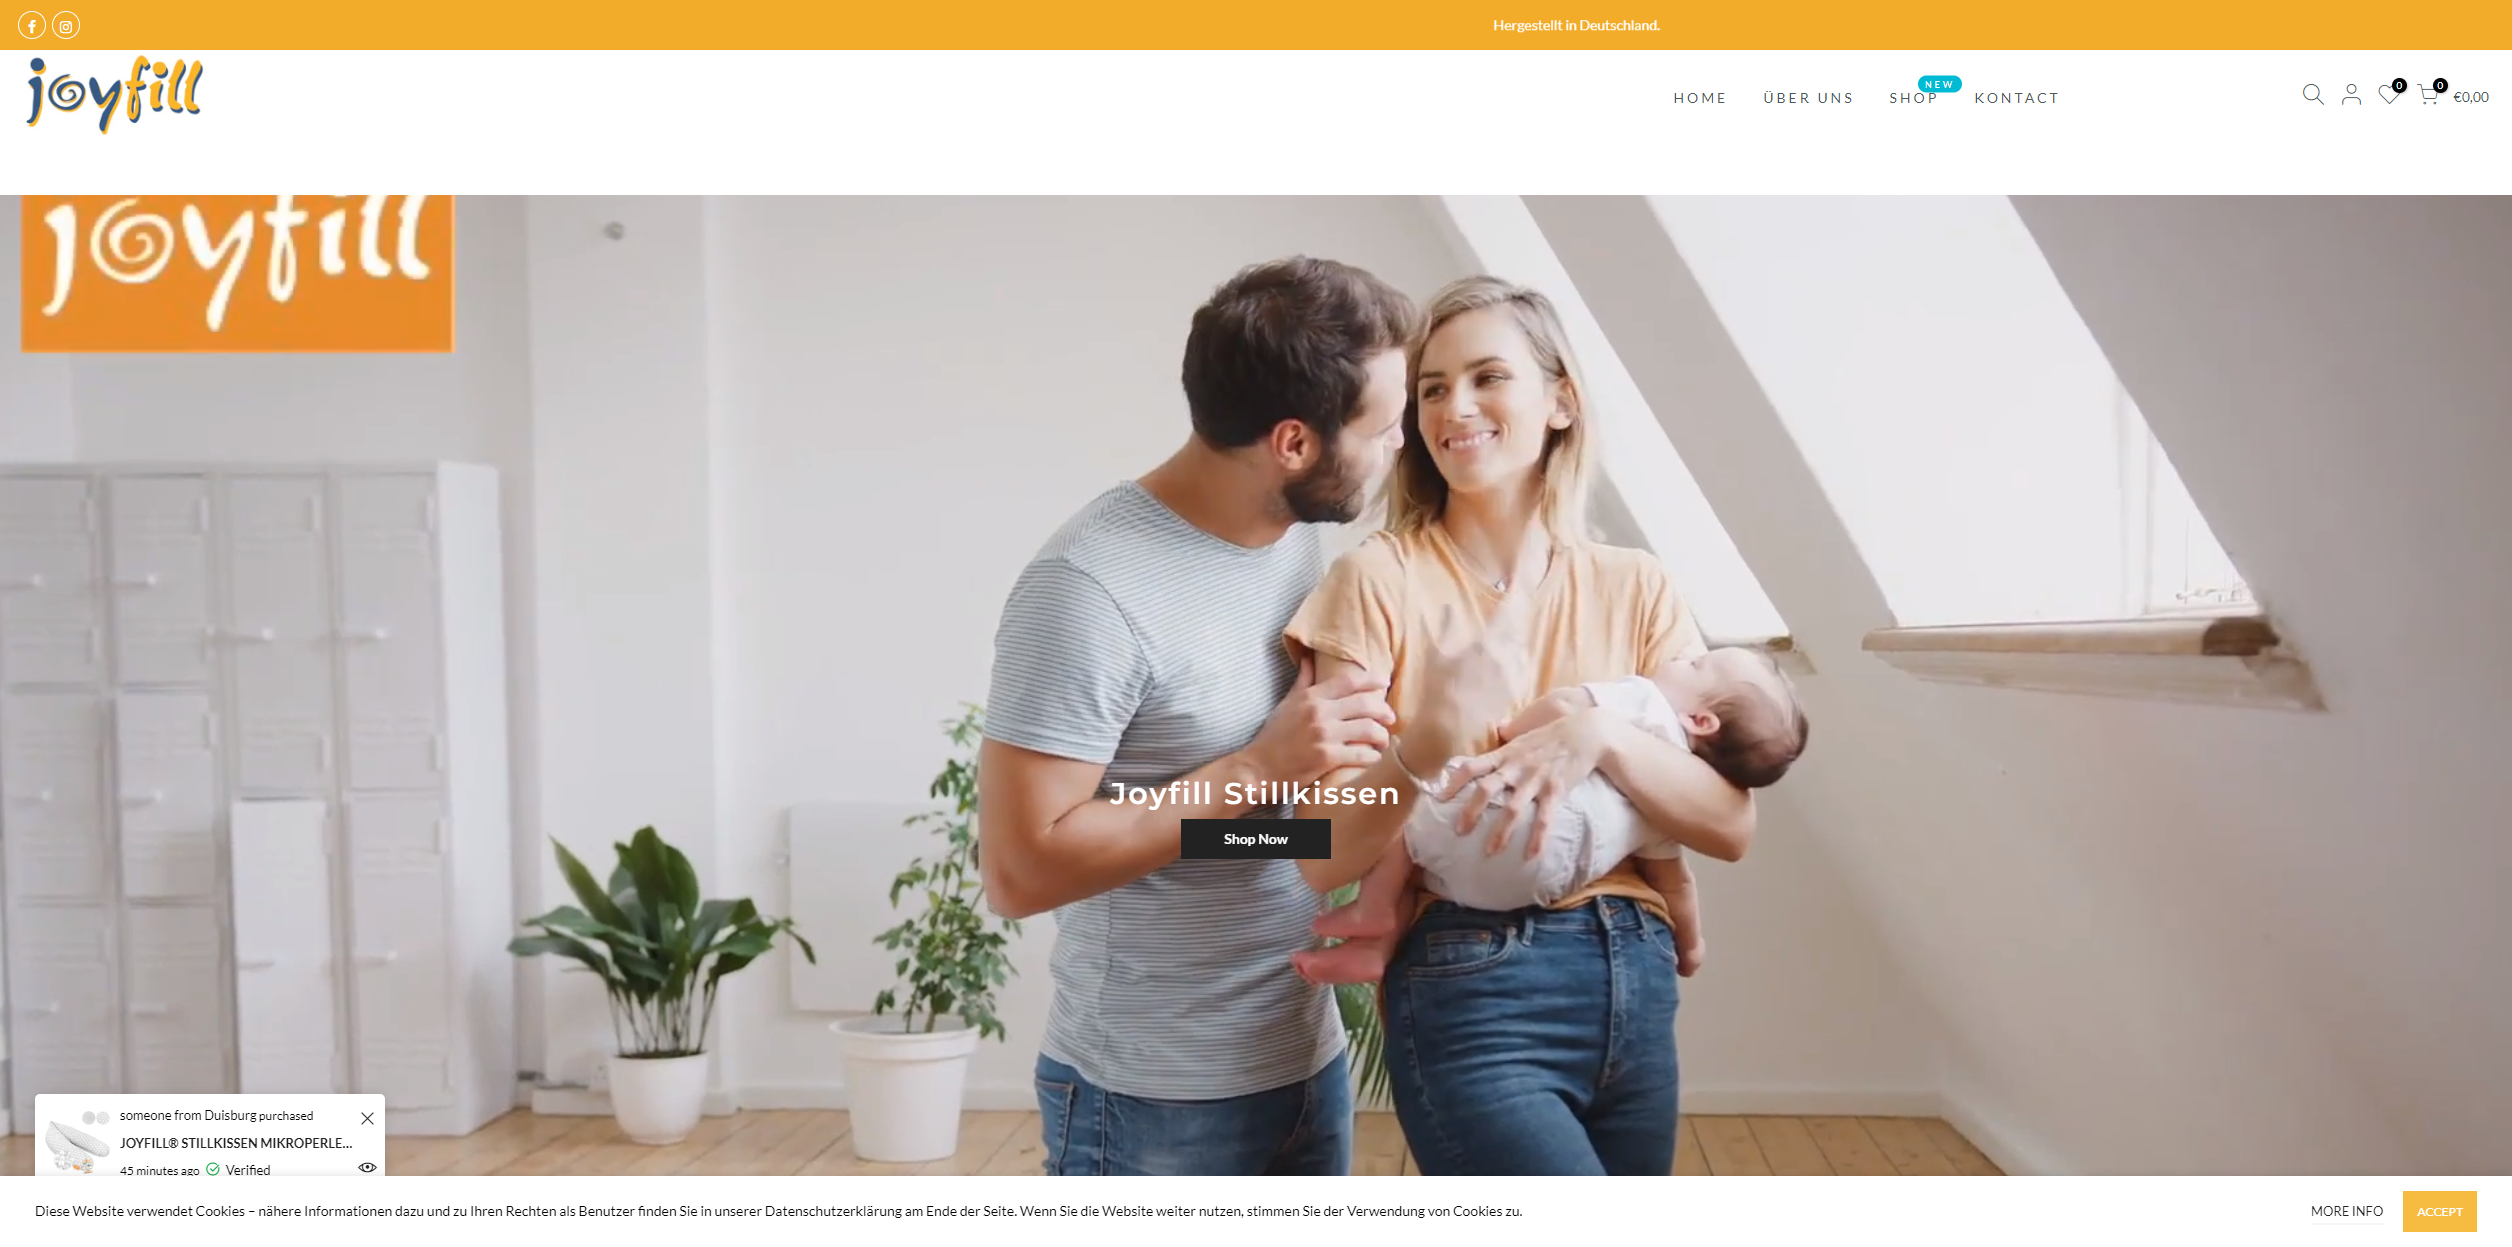 Hergestellt in Deutschland.
joyfill
HOME
ÜBER UNS
SHOP
NEW
KONTACT
0
0
€0,00
joyfill
Joyfill Stillkissen
Shop Now
someone from Duisburg purchased
JOYFILL® STILLKISSEN MIKROPERLE...
45 minutes ago
Verified
Diese Website verwendet Cookies – nähere Informationen dazu und zu Ihren Rechten als Benutzer finden Sie in unserer Datenschutzerklärung am Ende der Seite. Wenn Sie die Website weiter nutzen, stimmen Sie der Verwendung von Cookies zu.
MORE INFO
ACCEPT